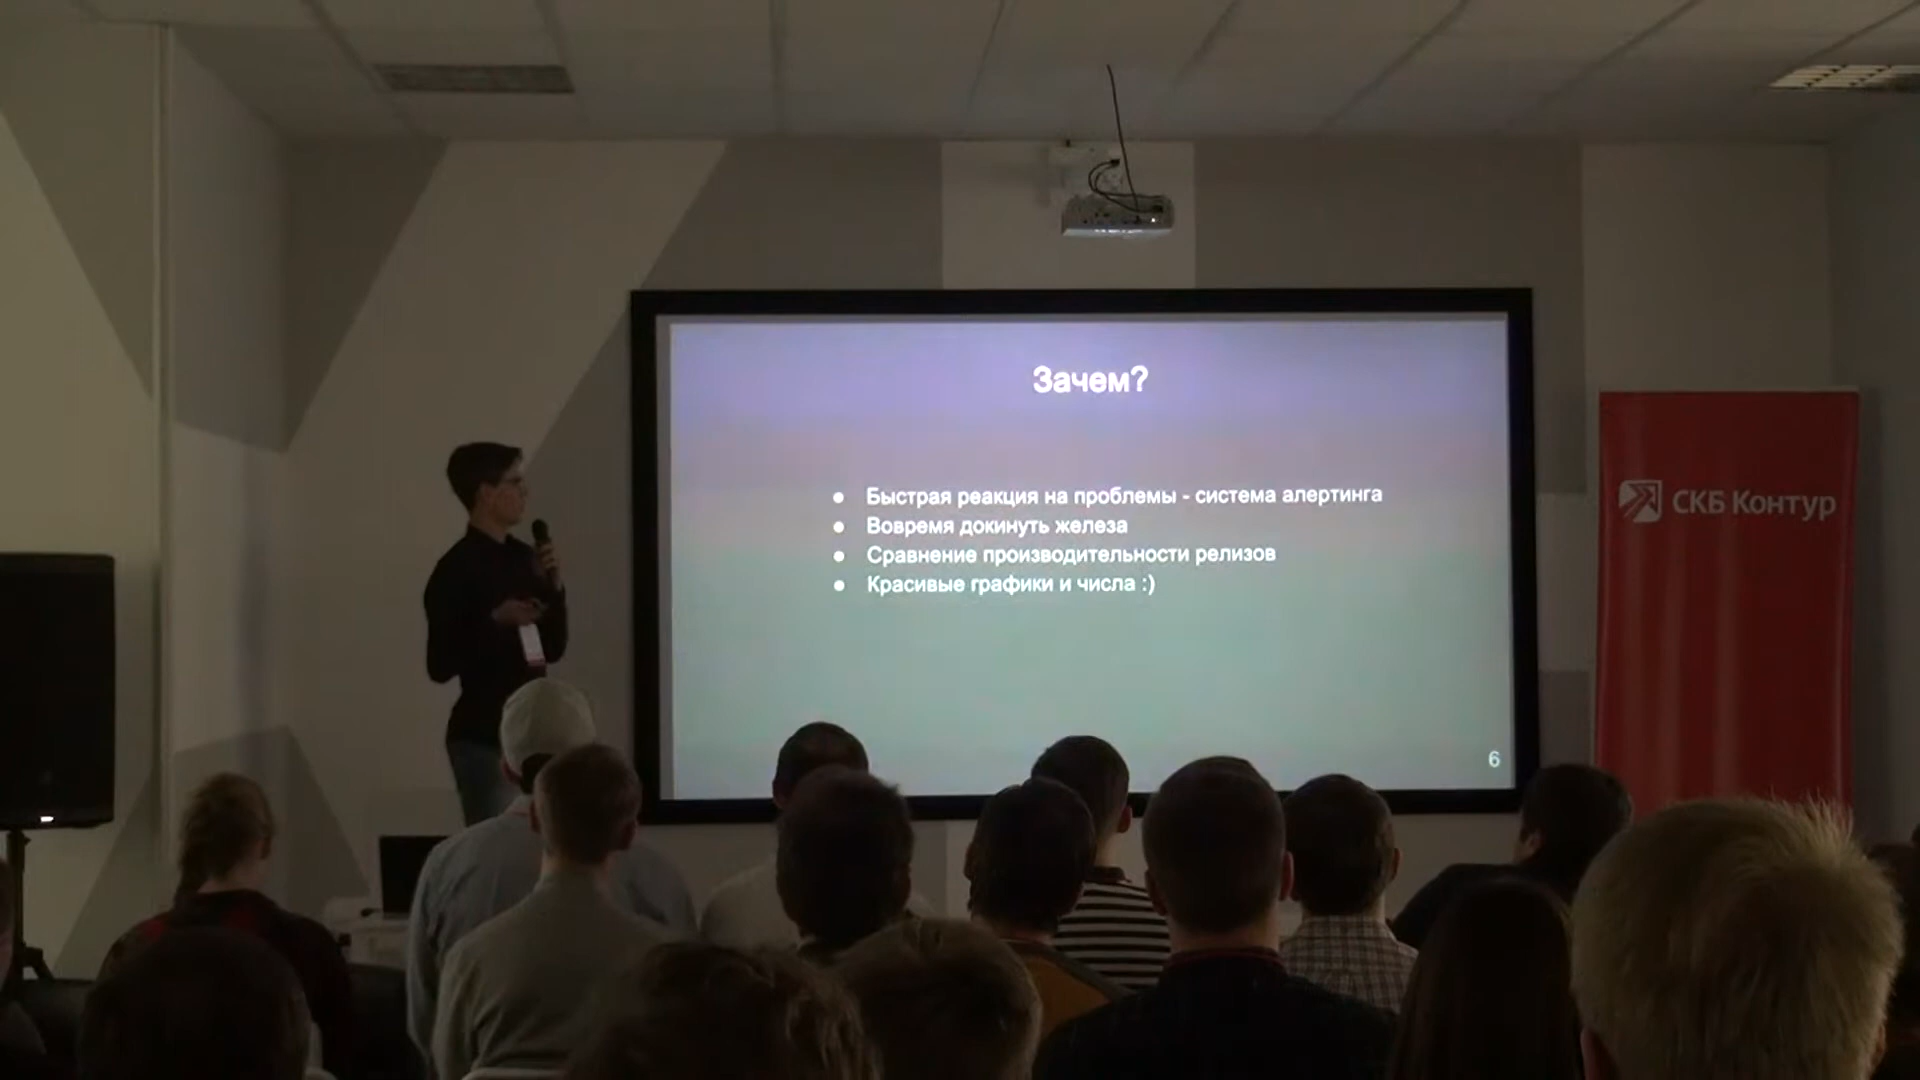 Зачем?
● Быстрая реакция на проблемы - система алертинга
● Вовремя докинуть железа
● Сравнение производительности релизов
● Красивые графики и числа :)
6
СКБ Контур